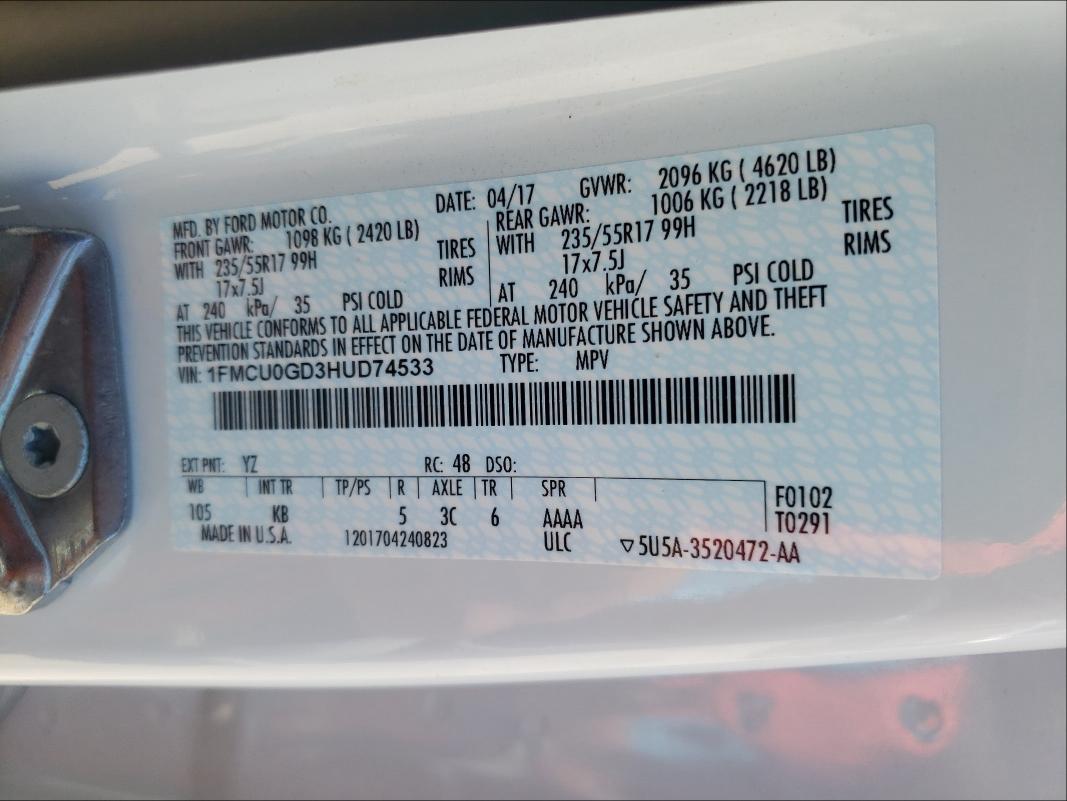 MFD. BY FORD MOTOR CO. DATE: 04/17 GVWR: 2096 KG ( 4620 LB)
FRONT GAWR: 1098 KG ( 2420 LB) REAR GAWR: 1006 KG ( 2218 LB)
WITH 235/55R17 99H TIRES WITH 235/55R17 99H TIRES
17x7.5J RIMS 17x7.5J RIMS
AT 240 kPa/ 35 PSI COLD AT 240 kPa/ 35 PSI COLD
THIS VEHICLE CONFORMS TO ALL APPLICABLE FEDERAL MOTOR VEHICLE SAFETY AND THEFT
PREVENTION STANDARDS IN EFFECT ON THE DATE OF MANUFACTURE SHOWN ABOVE.
VIN: 1FMCU0GD3HUD74533 TYPE: MPV
EXT PNT: YZ RC: 48 DSO:
WB INT TR TP/PS R AXLE TR SPR F0102
105 KB 5 3C 6 AAAA T0291
MADE IN U.S.A. 1201704240823 ULC ▽5U5A-3520472-AA